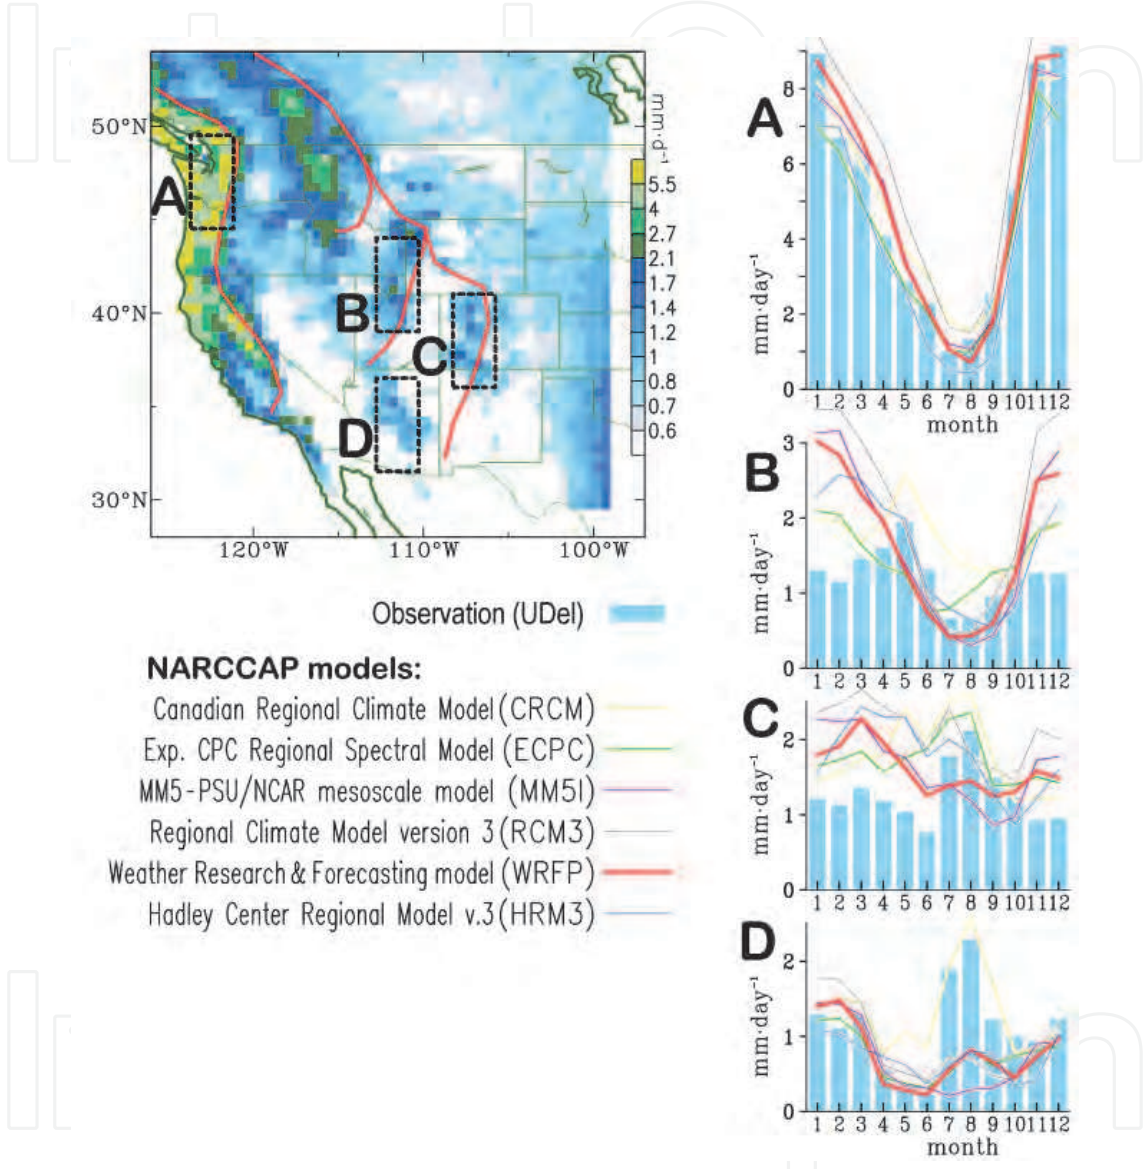 50°N
40°N
30°N
120°W
110°W
100°W
A
B
C
D
mm·d⁻¹
5.5
4
2.7
2.1
1.7
1.4
1.2
1
0.8
0.7
0.6
Observation (UDel)
NARCCAP models:
Canadian Regional Climate Model (CRCM)
Exp. CPC Regional Spectral Model (ECPC)
MM5-PSU/NCAR mesoscale model (MM5I)
Regional Climate Model version 3 (RCM3)
Weather Research & Forecasting model (WRFP)
Hadley Center Regional Model v.3 (HRM3)
A
mm·day⁻¹
8
6
4
2
0
1 2 3 4 5 6 7 8 9 10 11 12
month
B
mm·day⁻¹
3
2
1
0
1 2 3 4 5 6 7 8 9 10 11 12
C
mm·day⁻¹
2
1
0
1 2 3 4 5 6 7 8 9 10 11 12
D
mm·day⁻¹
2
1
0
1 2 3 4 5 6 7 8 9 10 11 12
month